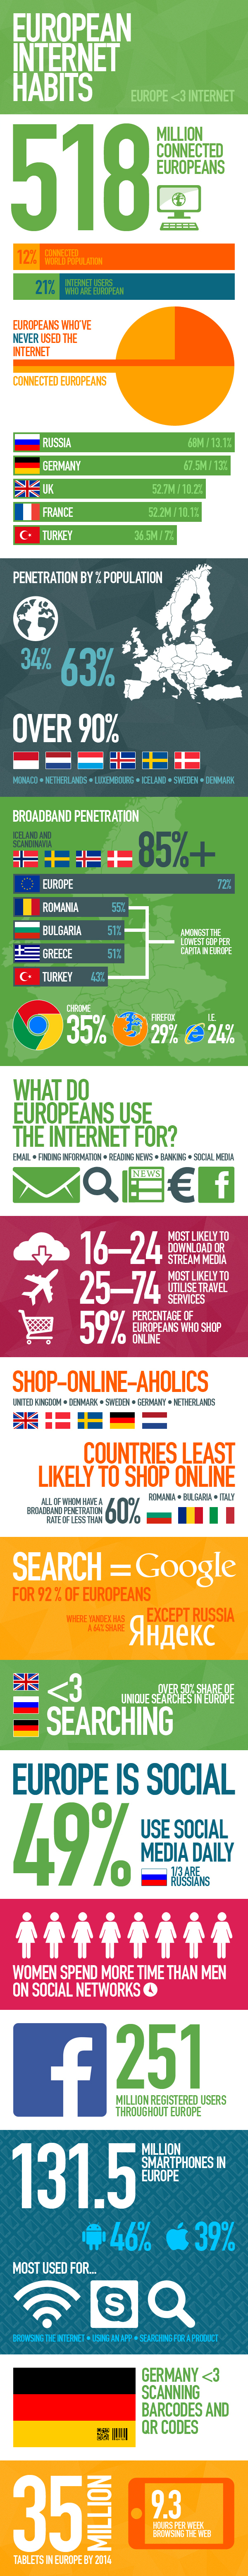 EUROPEAN
INTERNET
HABITS
EUROPE <3 INTERNET
518
MILLION
CONNECTED
EUROPEANS
12%
CONNECTED
WORLD POPULATION
21%
INTERNET USERS
WHO ARE EUROPEAN
EUROPEANS WHO'VE
NEVER USED THE
INTERNET
CONNECTED EUROPEANS
RUSSIA 68M / 13.1%
GERMANY 67.5M / 13%
UK 52.7M / 10.2%
FRANCE 52.2M / 10.1%
TURKEY 36.5M / 7%
PENETRATION BY % POPULATION
34% 63%
OVER 90%
MONACO • NETHERLANDS • LUXEMBOURG • ICELAND • SWEDEN • DENMARK
BROADBAND PENETRATION
ICELAND AND
SCANDINAVIA
85%+
EUROPE 72%
ROMANIA 55%
BULGARIA 51%
GREECE 51%
TURKEY 43%
AMONGST THE
LOWEST GDP PER
CAPITA IN EUROPE
CHROME
35%
FIREFOX
29%
I.E.
24%
WHAT DO
EUROPEANS USE
THE INTERNET FOR?
EMAIL • FINDING INFORMATION • READING NEWS • BANKING • SOCIAL MEDIA
NEWS
€
f
16–24
MOST LIKELY TO
DOWNLOAD OR
STREAM MEDIA
25–74
MOST LIKELY TO
UTILISE TRAVEL
SERVICES
59%
PERCENTAGE OF
EUROPEANS WHO SHOP
ONLINE
SHOP-ONLINE-AHOLICS
UNITED KINGDOM • DENMARK • SWEDEN • GERMANY • NETHERLANDS
COUNTRIES LEAST
LIKELY TO SHOP ONLINE
ALL OF WHOM HAVE A
BROADBAND PENETRATION
RATE OF LESS THAN
60%
ROMANIA • BULGARIA • ITALY
SEARCH = Google
FOR 92 % OF EUROPEANS
EXCEPT RUSSIA
WHERE YANDEX HAS
A 64% SHARE
Яндекс
<3
SEARCHING
OVER 50% SHARE OF
UNIQUE SEARCHES IN EUROPE
EUROPE IS SOCIAL
49%
USE SOCIAL
MEDIA DAILY
1/3 ARE
RUSSIANS
WOMEN SPEND MORE TIME THAN MEN
ON SOCIAL NETWORKS
f
251
MILLION REGISTERED USERS
THROUGHOUT EUROPE
131.5
MILLION
SMARTPHONES IN
EUROPE
46% 39%
MOST USED FOR...
S
BROWSING THE INTERNET • USING AN APP • SEARCHING FOR A PRODUCT
GERMANY <3
SCANNING
BARCODES AND
QR CODES
35
MILLION
TABLETS IN EUROPE BY 2014
9.3
HOURS PER WEEK
BROWSING THE WEB